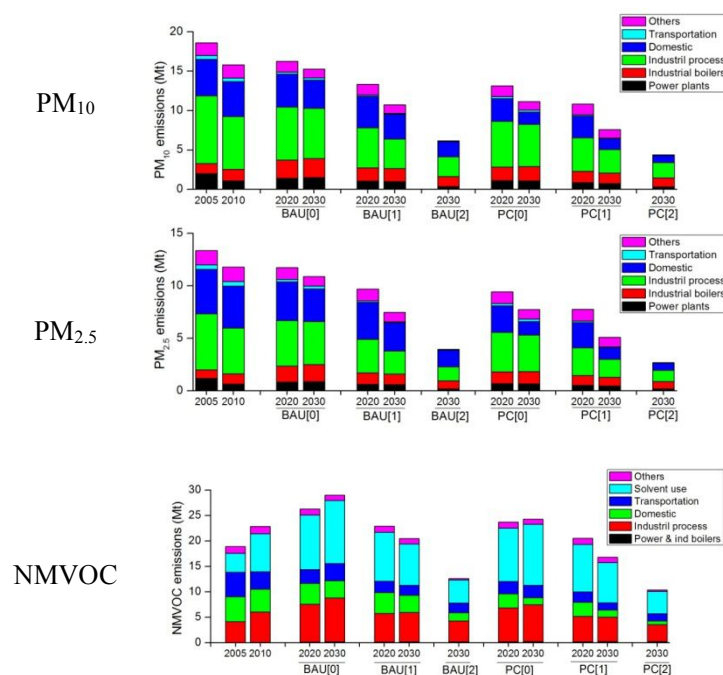 PM10
PM10 emissions (Mt)
20
15
10
5
0
Others
Transportation
Domestic
Industril process
Industrial boilers
Power plants
2005 2010 2020 2030 2020 2030 2030 2020 2030 2020 2030 2030
BAU[0] BAU[1] BAU[2] PC[0] PC[1] PC[2]
PM2.5
PM2.5 emissions (Mt)
15
10
5
0
Others
Transportation
Domestic
Industril process
Industrial boilers
Power plants
2005 2010 2020 2030 2020 2030 2030 2020 2030 2020 2030 2030
BAU[0] BAU[1] BAU[2] PC[0] PC[1] PC[2]
NMVOC
NMVOC emissions (Mt)
30
25
20
15
10
5
0
Others
Solvent use
Transportation
Domestic
Industril process
Power & ind boilers
2005 2010 2020 2030 2020 2030 2030 2020 2030 2020 2030 2030
BAU[0] BAU[1] BAU[2] PC[0] PC[1] PC[2]